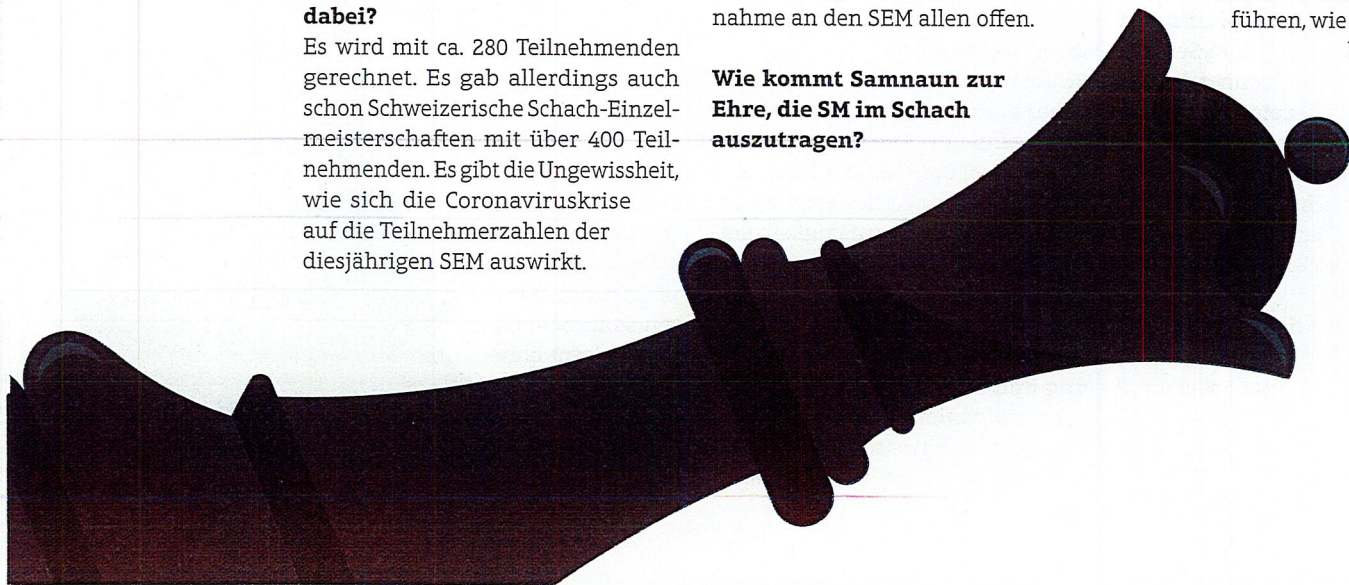 dabei?
Es wird mit ca. 280 Teilnehmenden
gerechnet. Es gab allerdings auch
schon Schweizerische Schach-Einzel-
meisterschaften mit über 400 Teil-
nehmenden. Es gibt die Ungewissheit,
wie sich die Coronaviruskrise
auf die Teilnehmerzahlen der
diesjährigen SEM auswirkt.
nahme an den SEM allen offen.
Wie kommt Samnaun zur
Ehre, die SM im Schach
auszutragen?
führen, wie